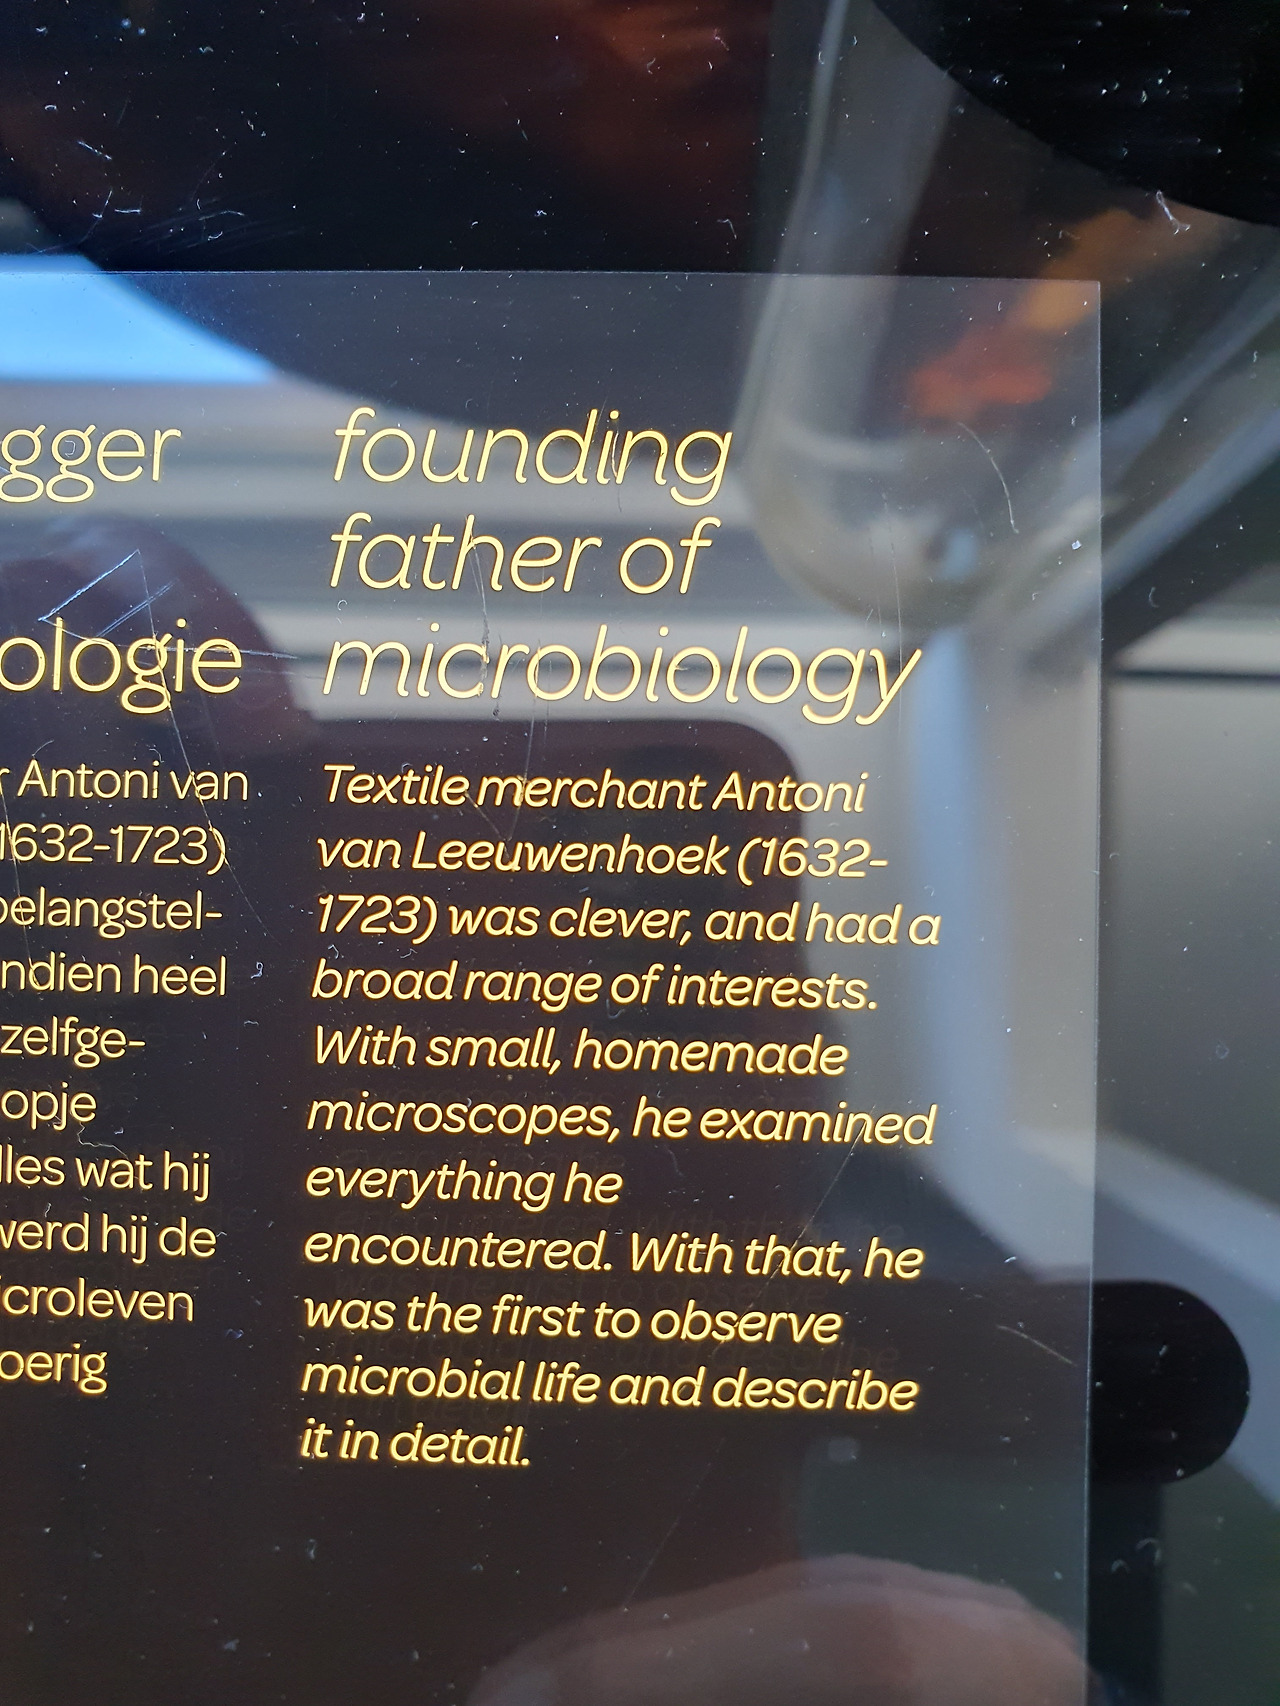 gger
ologie
Antoni van
1632-1723)
belangstel-
ndien heel
zelfge-
opje
lles wat hij
werd hij de
icroleven
oerig
founding
father of
microbiology
Textile merchant Antoni
van Leeuwenhoek (1632-
1723) was clever, and had a
broad range of interests.
With small, homemade
microscopes, he examined
everything he
encountered. With that, he
was the first to observe
microbial life and describe
it in detail.